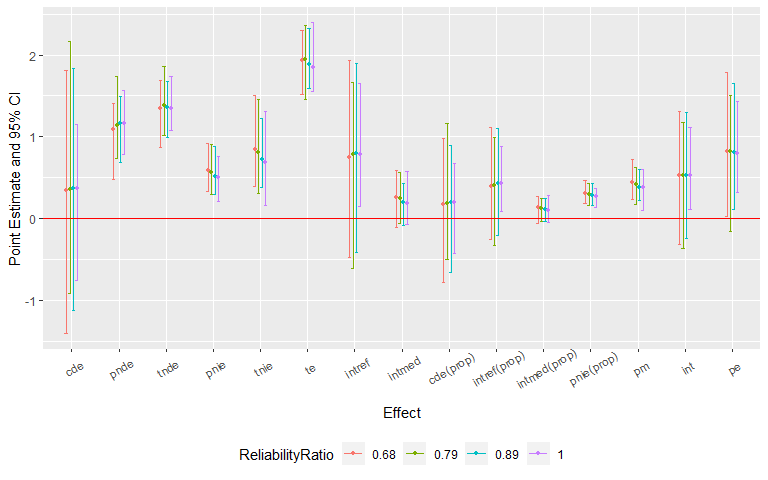 Point Estimate and 95% CI
2
1
0
-1
cde
pnde
tnde
pnie
tnie
te
intref
intmed
cde(prop)
intref(prop)
intmed(prop)
pnie(prop)
pm
int
pe
Effect
ReliabilityRatio 0.68 0.79 0.89 1